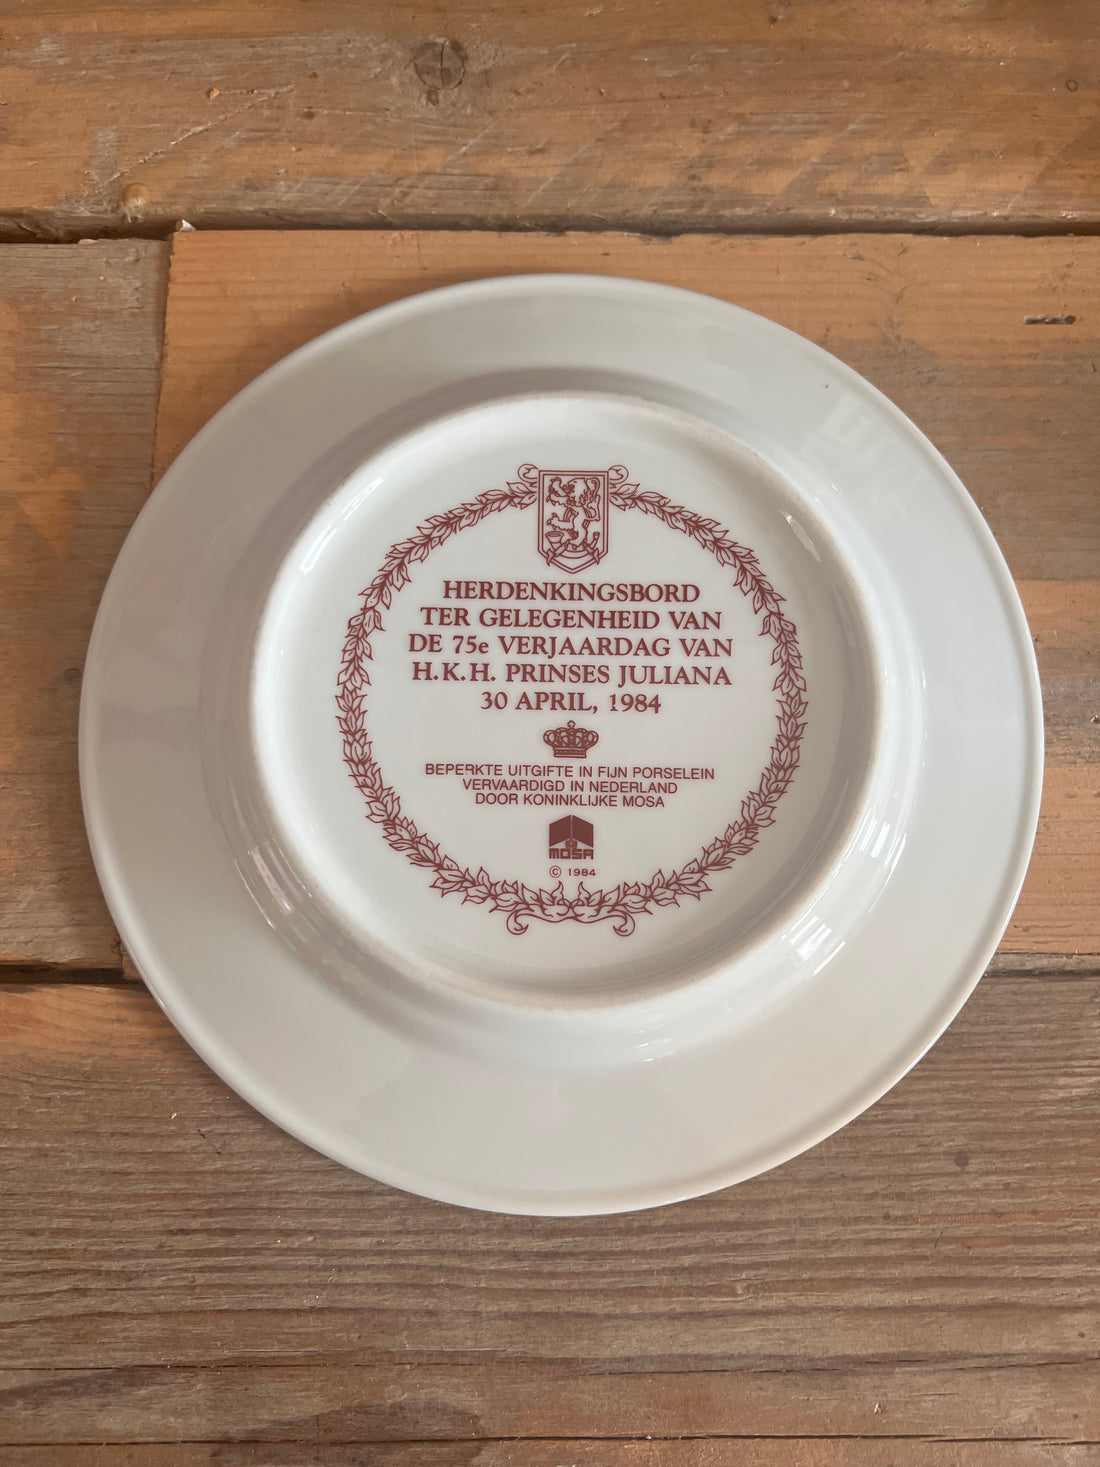 HERDENKINGSBORD
TER GELEGENHEID VAN
DE 75e VERJAARDAG VAN
H.K.H. PRINSES JULIANA
30 APRIL, 1984
BEPERKTE UITGIFTE IN FIJN PORSELEIN
VERVAARDIGD IN NEDERLAND
DOOR KONINKLIJKE MOSA
MOSA
© 1984